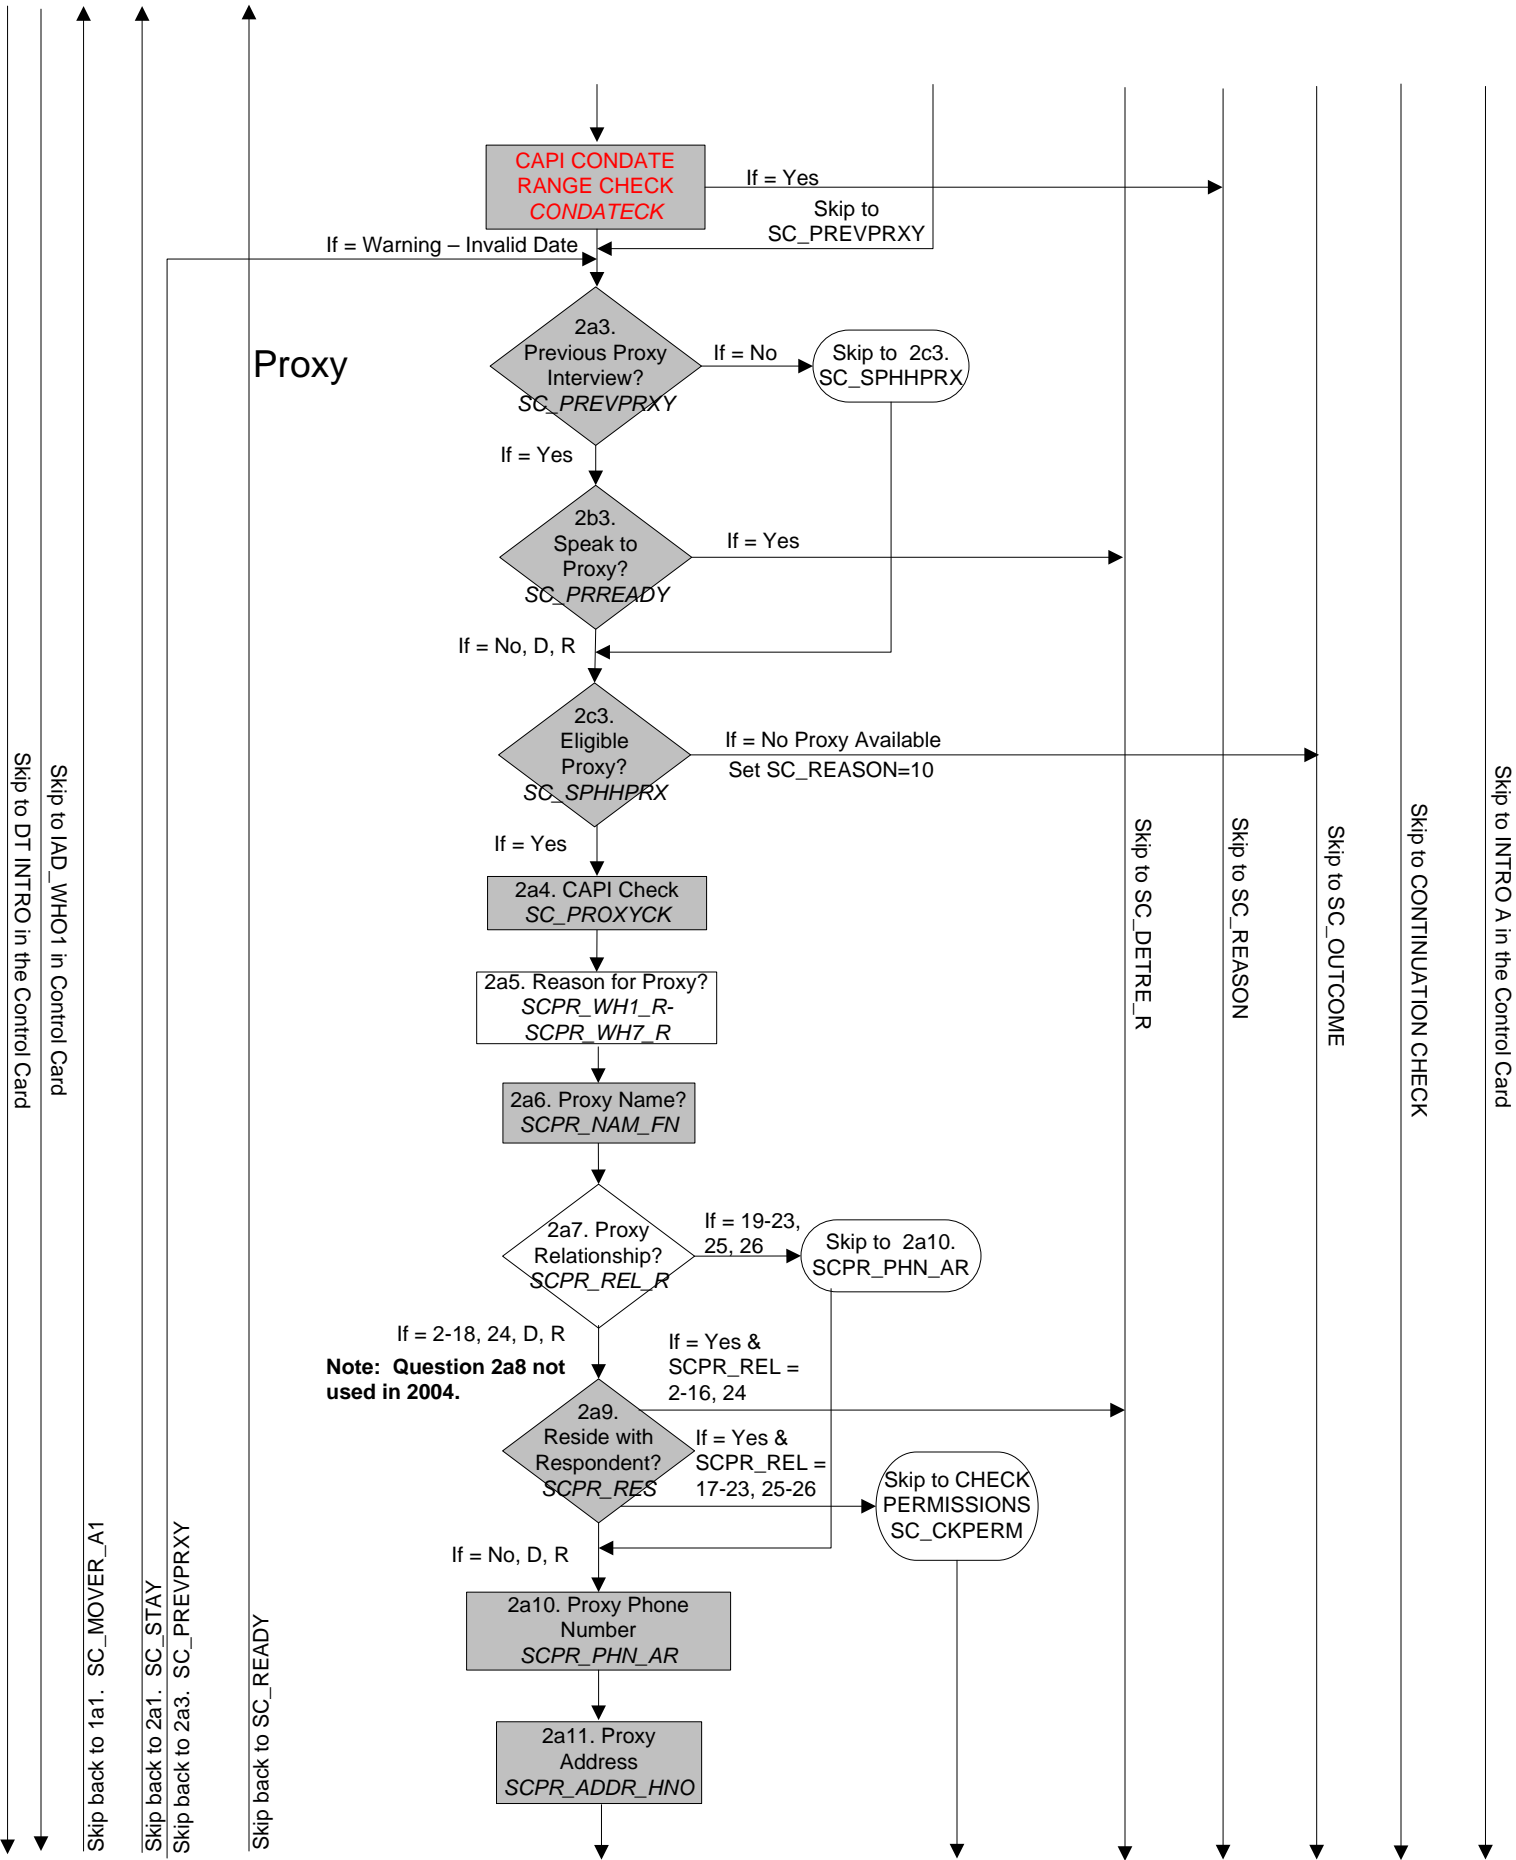 CAPI CONDATE
RANGE CHECK
CONDATECK
If = Yes
Skip to
SC_PREVPRXY
If = Warning – Invalid Date
Proxy
2a3.
Previous Proxy
Interview?
SC_PREVPRXY
If = No
Skip to 2c3.
SC_SPHHPRX
If = Yes
2b3.
Speak to
Proxy?
SC_PRREADY
If = Yes
If = No, D, R
2c3.
Eligible
Proxy?
SC_SPHHPRX
If = No Proxy Available
Set SC_REASON=10
If = Yes
2a4. CAPI Check
SC_PROXYCK
2a5. Reason for Proxy?
SCPR_WH1_R-
SCPR_WH7_R
2a6. Proxy Name?
SCPR_NAM_FN
2a7. Proxy
Relationship?
SCPR_REL_R
If = 19-23,
25, 26
Skip to 2a10.
SCPR_PHN_AR
If = 2-18, 24, D, R
Note: Question 2a8 not
used in 2004.
If = Yes &
SCPR_REL =
2-16, 24
2a9.
Reside with
Respondent?
SCPR_RES
If = Yes &
SCPR_REL =
17-23, 25-26
Skip to CHECK
PERMISSIONS
SC_CKPERM
If = No, D, R
2a10. Proxy Phone
Number
SCPR_PHN_AR
2a11. Proxy
Address
SCPR_ADDR_HNO
Skip to DT INTRO in the Control Card
Skip to IAD_WHO1 in Control Card
Skip back to 1a1. SC_MOVER_A1
Skip back to 2a1. SC_STAY
Skip back to 2a3. SC_PREVPRXY
Skip back to SC_READY
Skip to SC_DETRE_R
Skip to SC_REASON
Skip to SC_OUTCOME
Skip to CONTINUATION CHECK
Skip to INTRO A in the Control Card